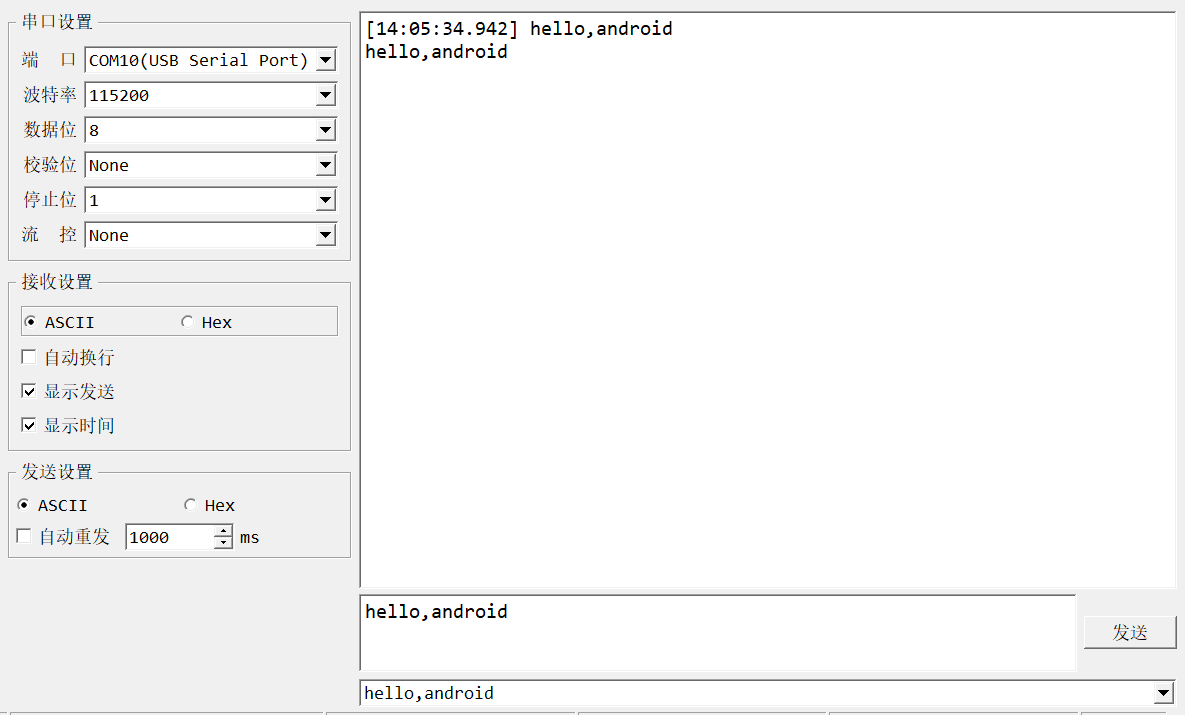 串口设置
端 口 COM10(USB Serial Port)
波特率 115200
数据位 8
校验位 None
停止位 1
流 控 None
接收设置
ASCII Hex
自动换行
显示发送
显示时间
发送设置
ASCII Hex
自动重发 1000 ms
[14:05:34.942] hello,android
hello,android
hello,android
发送
hello,android